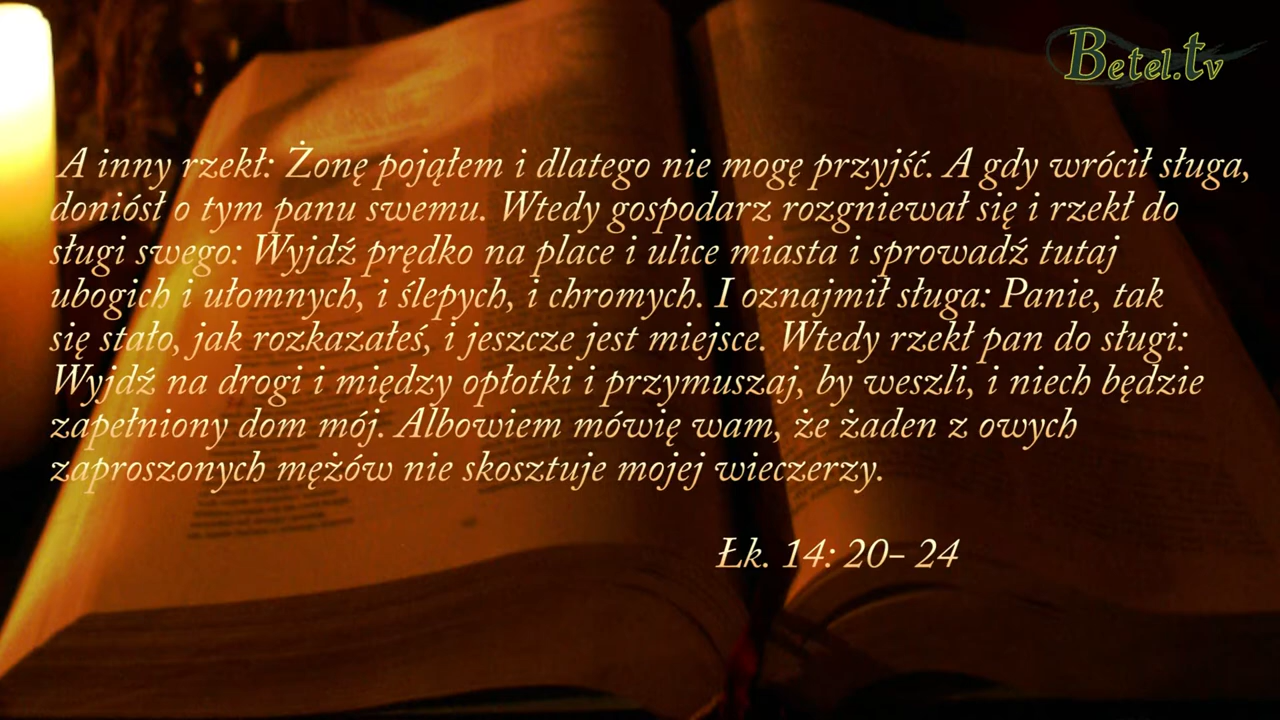 Betel.tv
A inny rzekł: Żonę pojąłem i dlatego nie mogę przyjść. A gdy wrócił sługa,
doniósł o tym panu swemu. Wtedy gospodarz rozgniewał się i rzekł do
sługi swego: Wyjdź prędko na place i ulice miasta i sprowadź tutaj
ubogich i ułomnych, i ślepych, i chromych. I oznajmił sługa: Panie, tak
się stało, jak rozkazałeś, i jeszcze jest miejsce. Wtedy rzekł pan do sługi:
Wyjdź na drogi i między opłotki i przymuszaj, by weszli, i niech będzie
zapełniony dom mój. Albowiem mówię wam, że żaden z owych
zaproszonych mężów nie skosztuje mojej wieczerzy.
Łk. 14: 20– 24